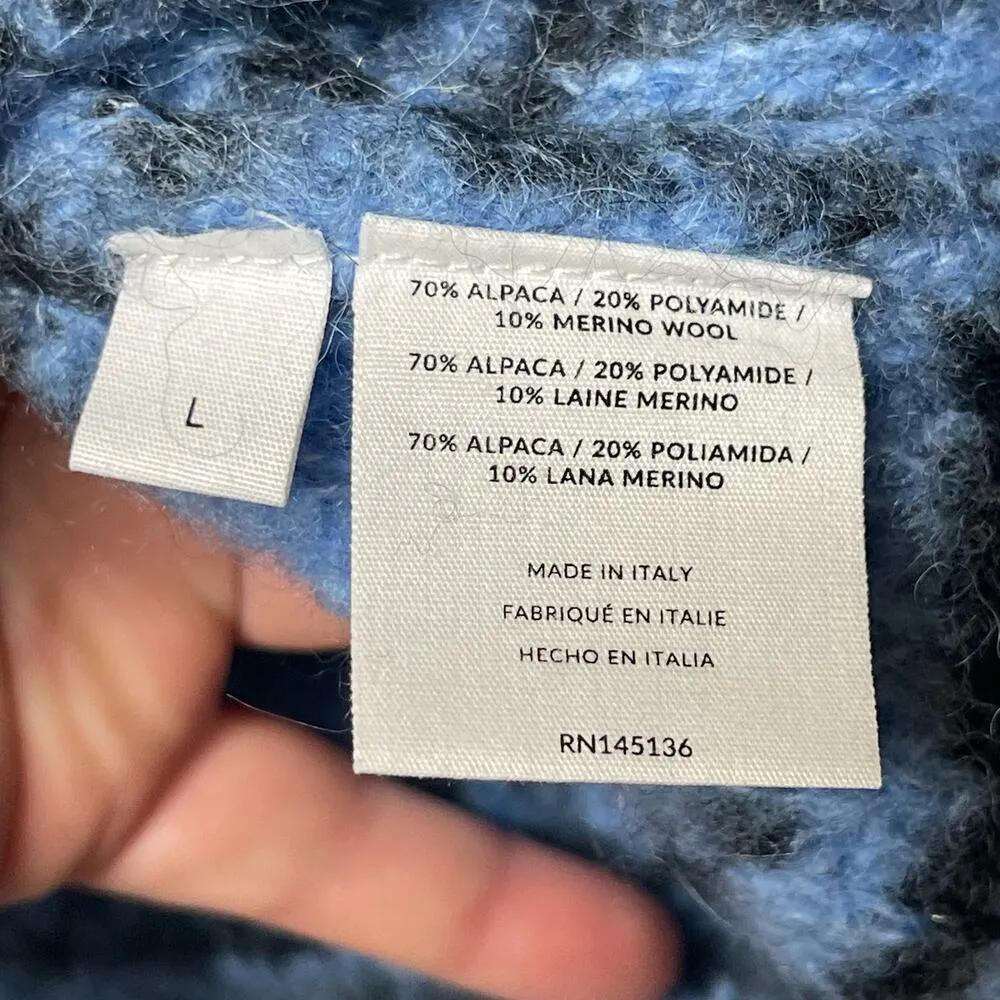 L
70% ALPACA / 20% POLYAMIDE /
10% MERINO WOOL
70% ALPACA / 20% POLYAMIDE /
10% LAINE MERINO
70% ALPACA / 20% POLIAMIDA /
10% LANA MERINO
MADE IN ITALY
FABRIQUÉ EN ITALIE
HECHO EN ITALIA
RN145136